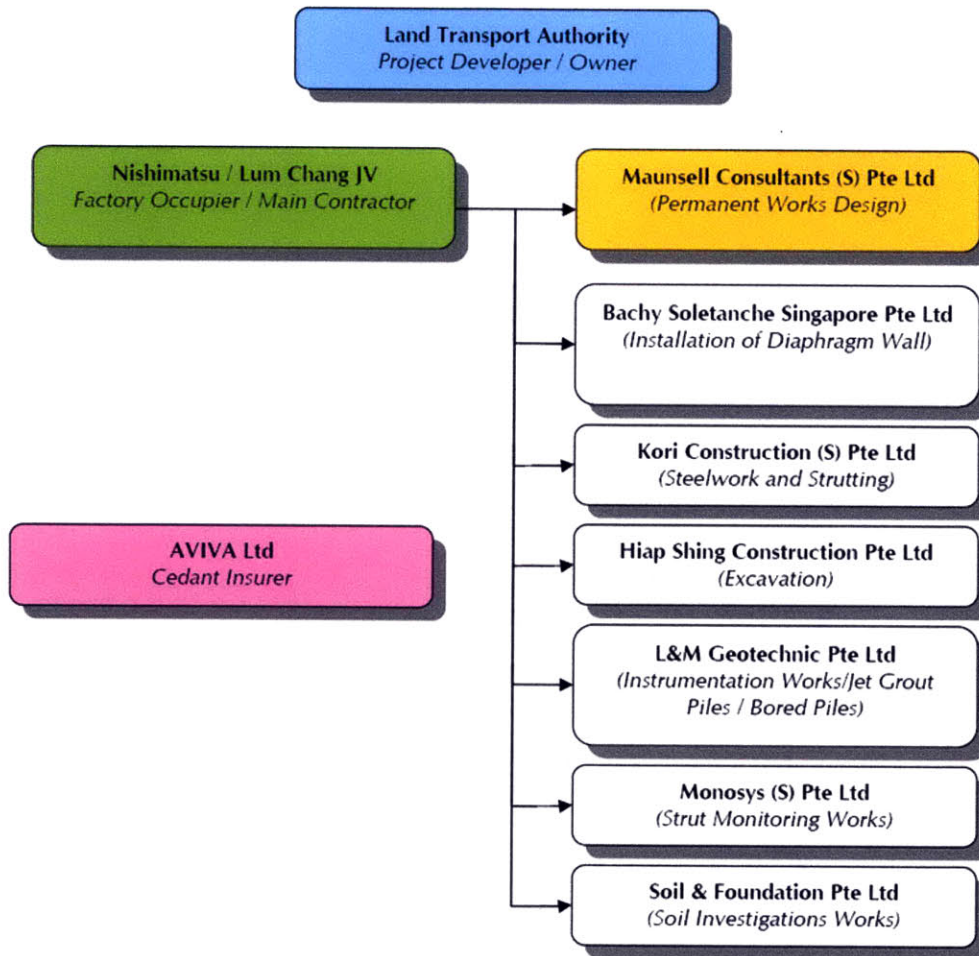 Land Transport Authority
Project Developer / Owner
Nishimatsu / Lum Chang JV
Factory Occupier / Main Contractor
Maunsell Consultants (S) Pte Ltd
(Permanent Works Design)
Bachy Soletanche Singapore Pte Ltd
(Installation of Diaphragm Wall)
Kori Construction (S) Pte Ltd
(Steelwork and Strutting)
AVIVA Ltd
Cedant Insurer
Hiap Shing Construction Pte Ltd
(Excavation)
L&M Geotechnic Pte Ltd
(Instrumentation Works/Jet Grout
Piles / Bored Piles)
Monosys (S) Pte Ltd
(Strut Monitoring Works)
Soil & Foundation Pte Ltd
(Soil Investigations Works)